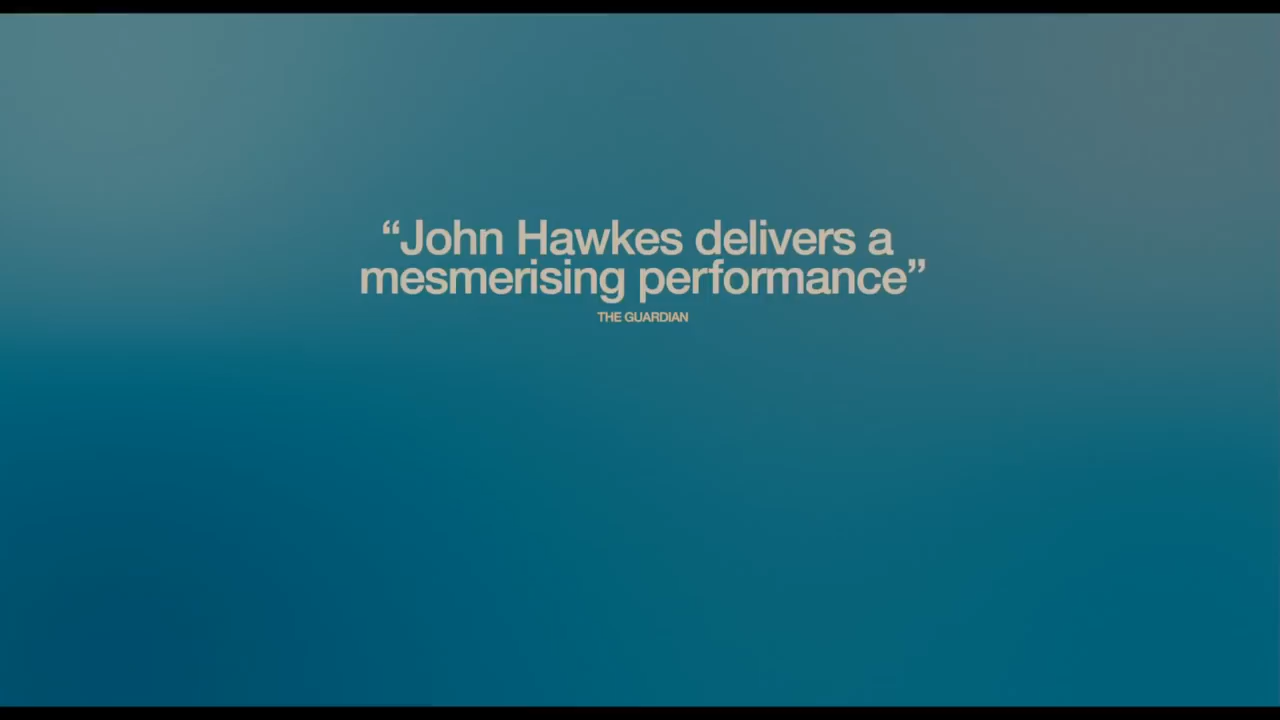 “John Hawkes delivers a
mesmerising performance”
THE GUARDIAN